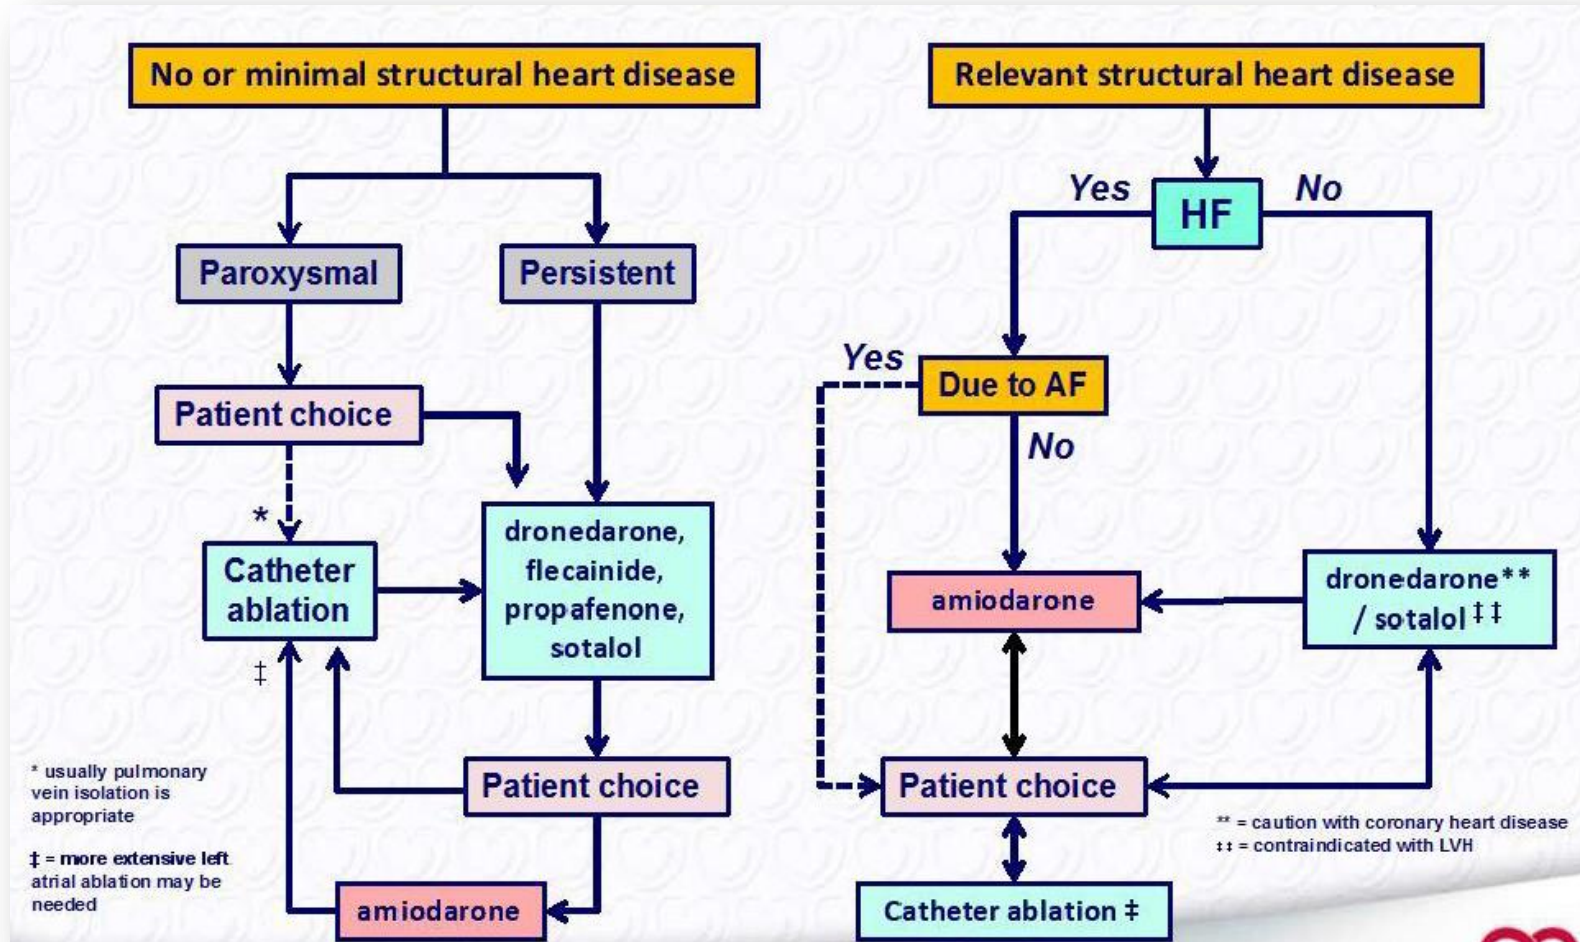 No or minimal structural heart disease
Paroxysmal
Persistent
Patient choice
*
Catheter
ablation
‡
dronedarone,
flecainide,
propafenone,
sotalol
Patient choice
amiodarone
* usually pulmonary
vein isolation is
appropriate
‡ = more extensive left
atrial ablation may be
needed
Relevant structural heart disease
Yes
HF
No
Yes
Due to AF
No
amiodarone
dronedarone**
/ sotalol ‡ ‡
Patient choice
Catheter ablation ‡
** = caution with coronary heart disease
‡‡ = contraindicated with LVH